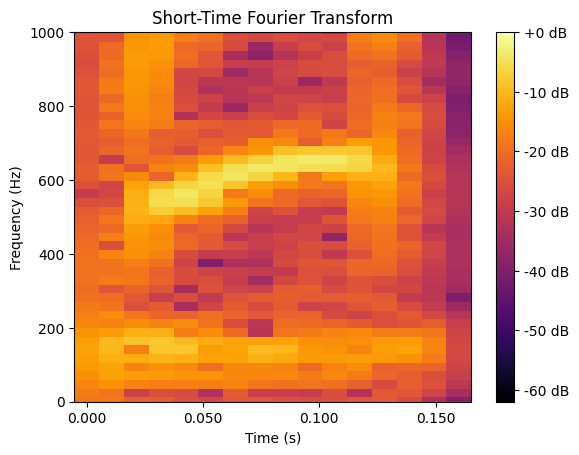 Short-Time Fourier Transform
Frequency (Hz)
1000
800
600
400
200
0
0.000
0.050
0.100
0.150
Time (s)
+0 dB
-10 dB
-20 dB
-30 dB
-40 dB
-50 dB
-60 dB